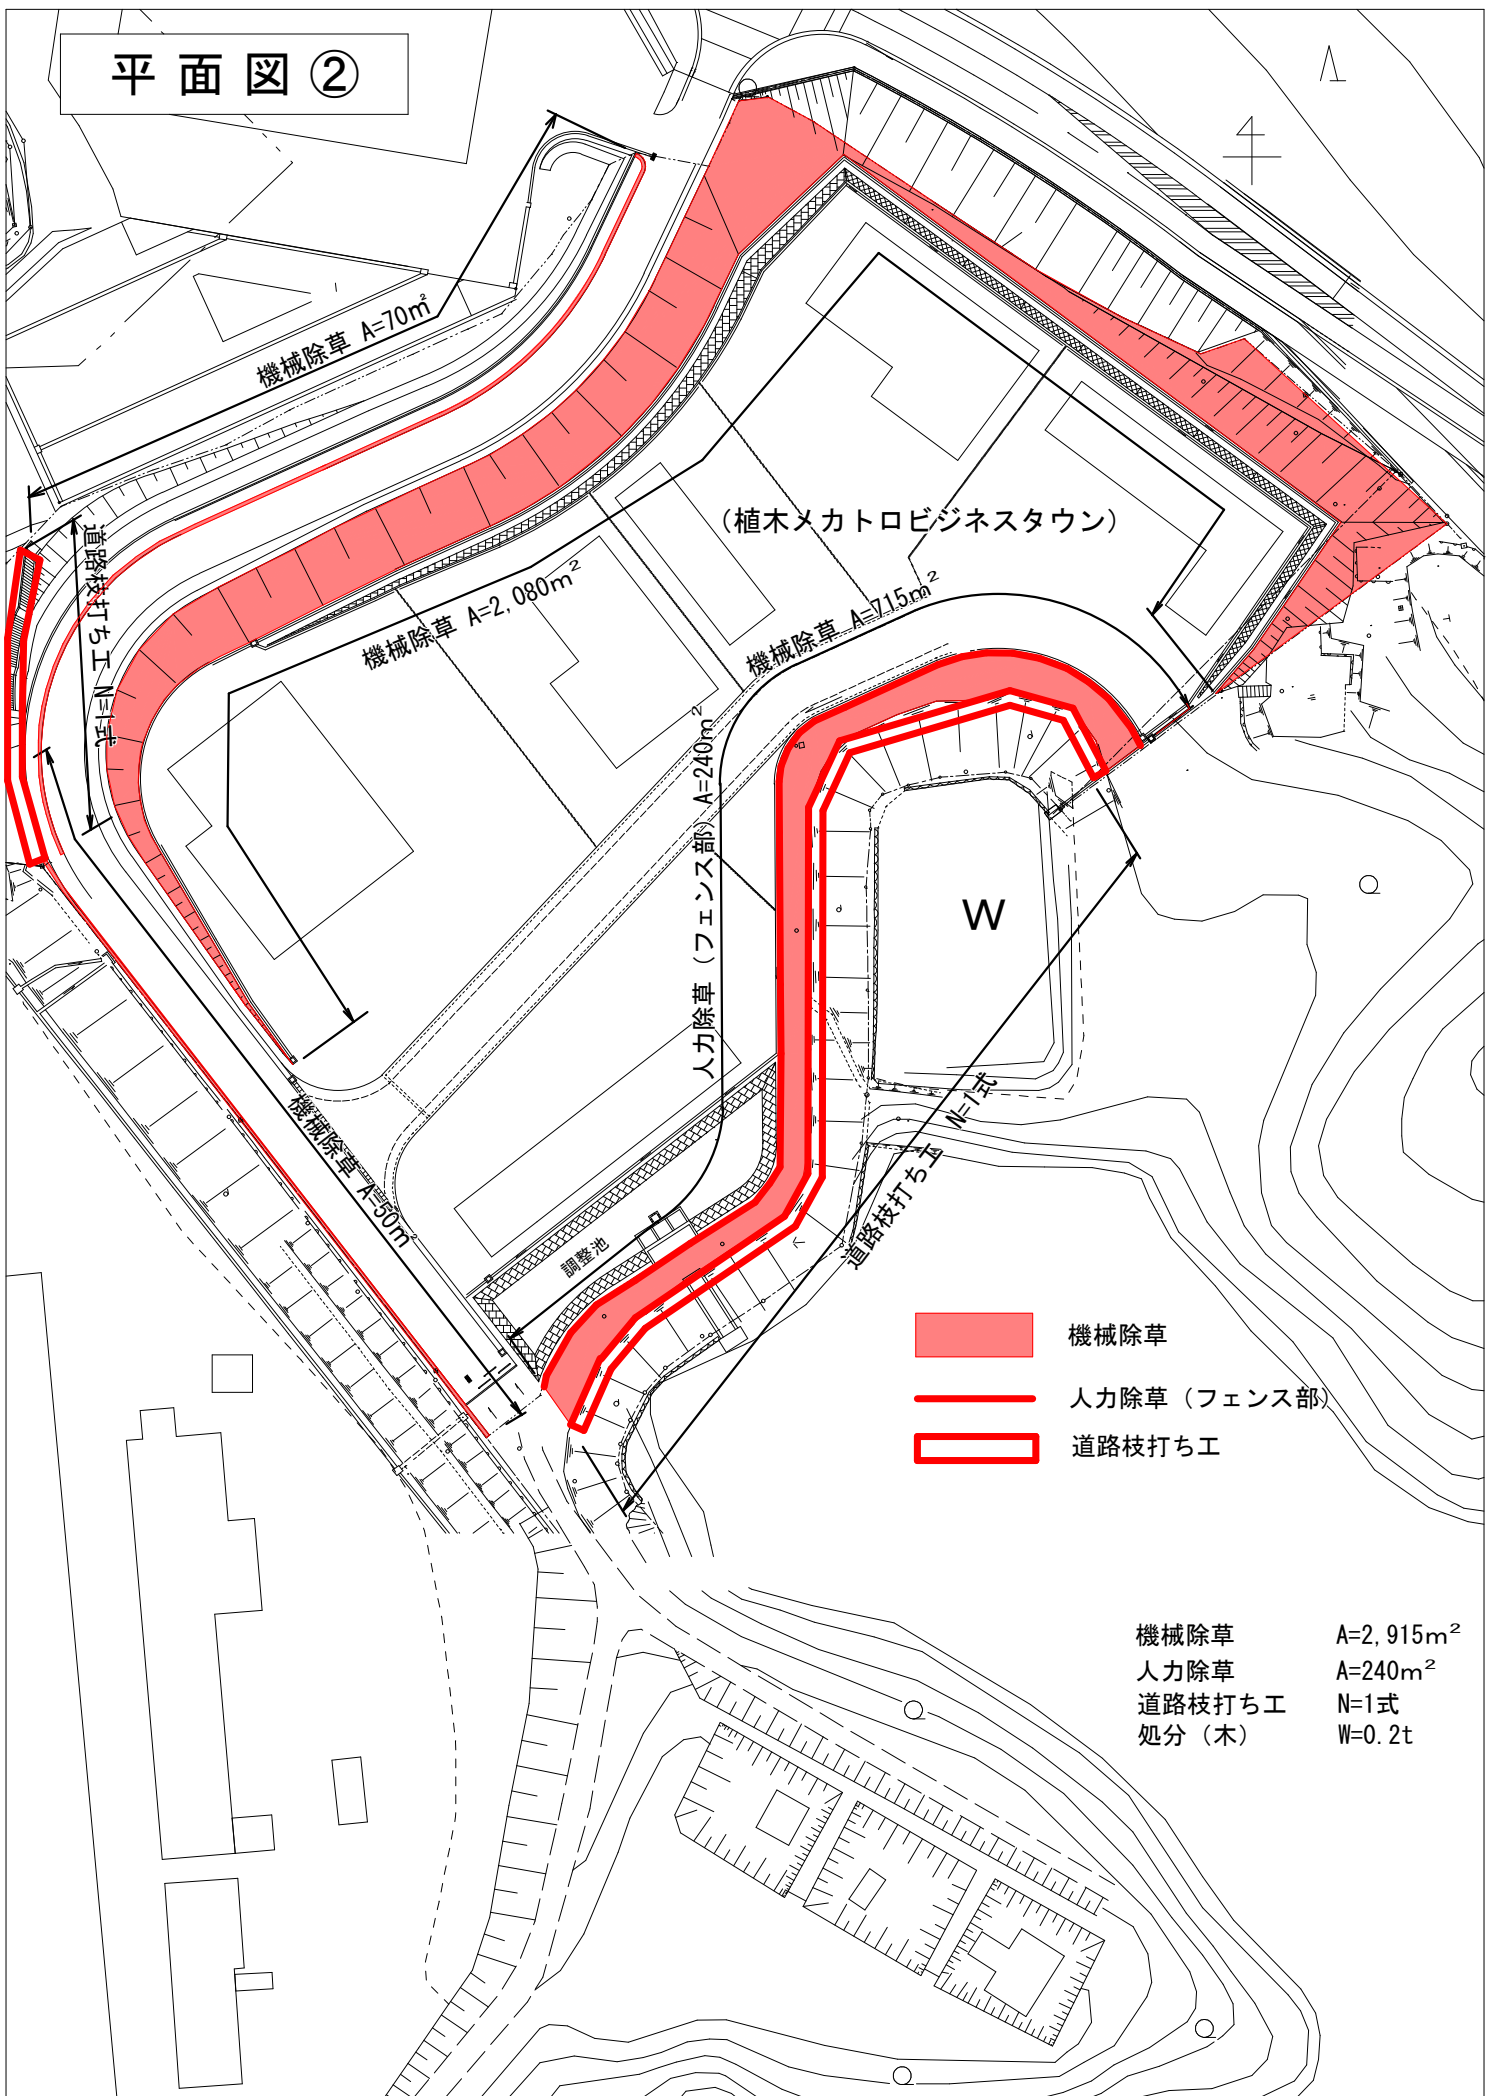 平面図②
機械除草 A=70m²
道路枝打ち工 N=1式
(植木メカトロビジネスタウン)
機械除草 A=2,080m²
機械除草 A=715m²
人力除草(フェンス部)A=240m²
W
機械除草 A=50m²
道路枝打ち工 N=1式
調整池
機械除草
人力除草(フェンス部)
道路枝打ち工
機械除草 A=2,915m²
人力除草 A=240m²
道路枝打ち工 N=1式
処分(木) W=0.2t